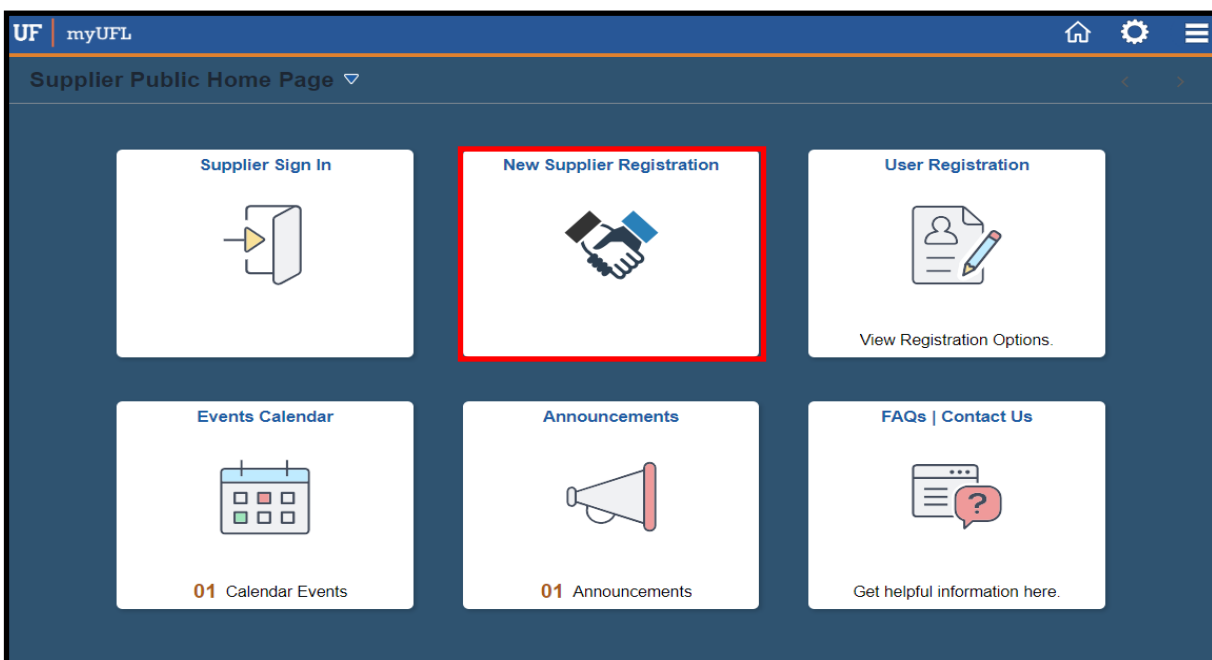 UF myUFL
Supplier Public Home Page
Supplier Sign In
New Supplier Registration
User Registration
View Registration Options.
Events Calendar
Announcements
FAQs | Contact Us
?
01 Calendar Events
01 Announcements
Get helpful information here.